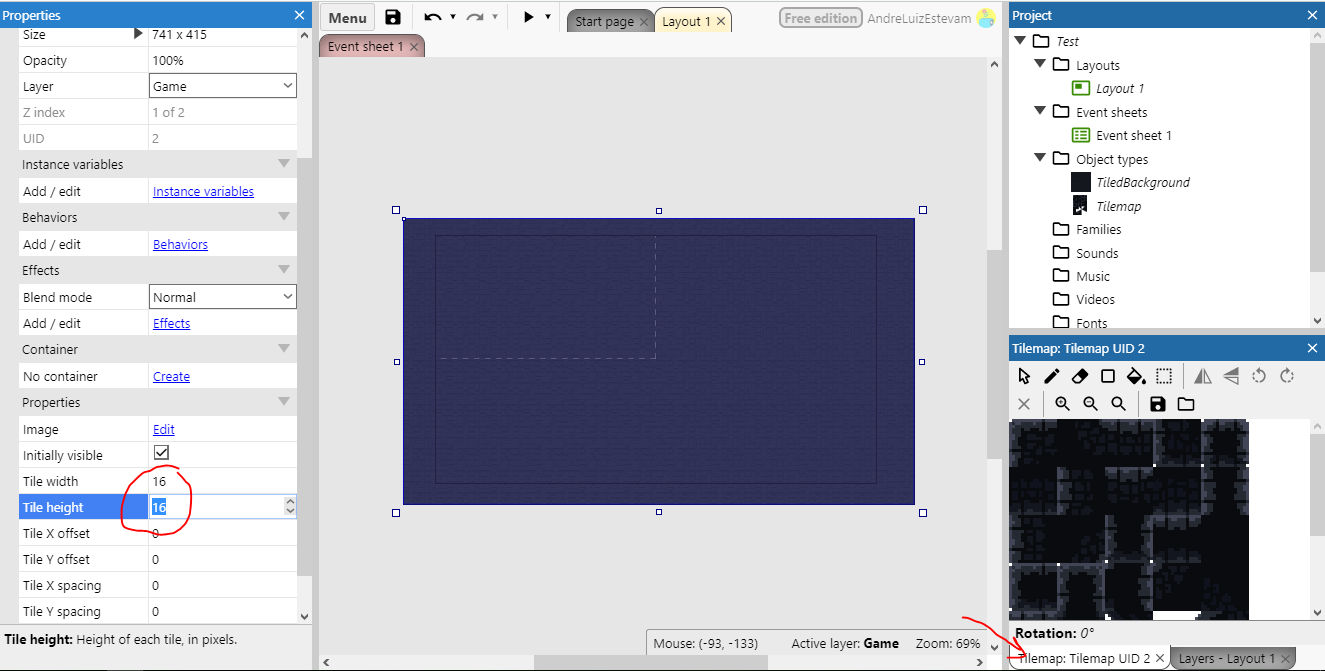 Properties
Size 741 x 415
Opacity 100%
Layer Game
Z index 1 of 2
UID 2
Instance variables
Add / edit Instance variables
Behaviors
Add / edit Behaviors
Effects
Blend mode Normal
Add / edit Effects
Container
No container Create
Properties
Image Edit
Initially visible
Tile width 16
Tile height 16
Tile X offset 0
Tile Y offset 0
Tile X spacing 0
Tile Y spacing 0
Tile height: Height of each tile, in pixels.
Menu
Start page
Layout 1
Free edition AndreLuizEstevam
Event sheet 1
Mouse: (-93, -133) Active layer: Game Zoom: 69%
Project
Test
Layouts
Layout 1
Event sheets
Event sheet 1
Object types
TiledBackground
Tilemap
Families
Sounds
Music
Videos
Fonts
Tilemap: Tilemap UID 2
Rotation: 0°
Tilemap: Tilemap UID 2
Layers - Layout 1